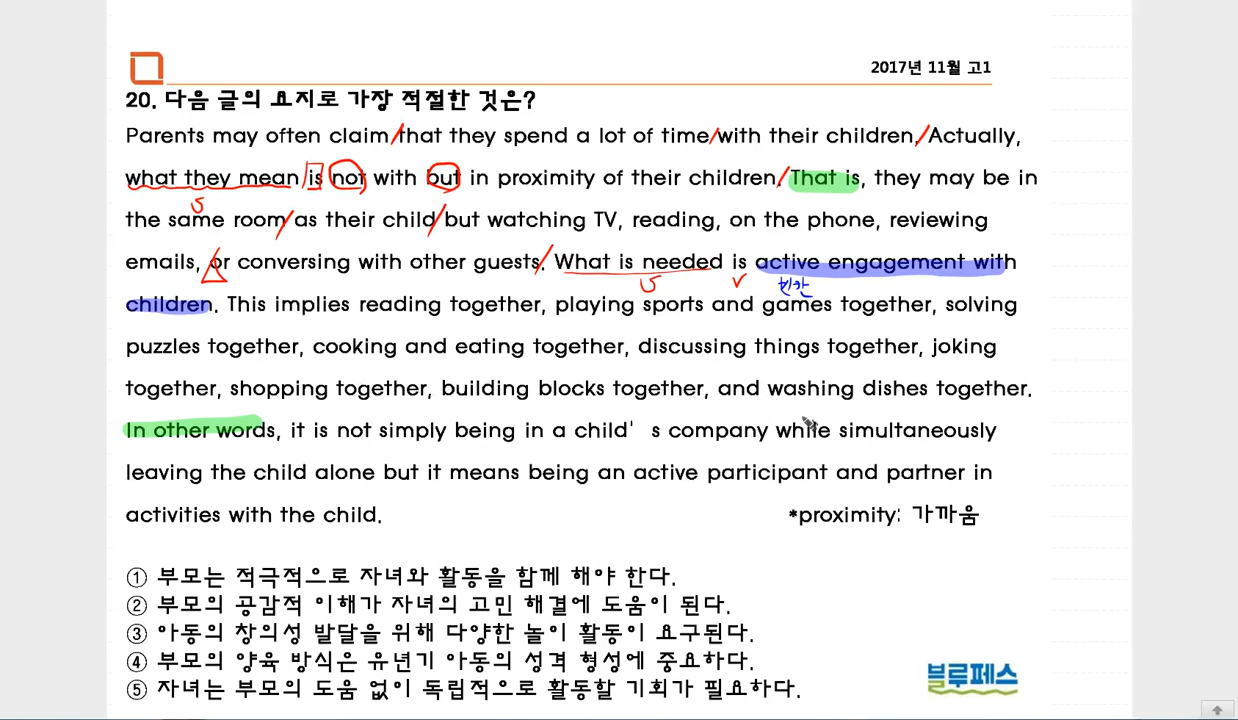 2017년 11월 고1
20. 다음 글의 요지로 가장 적절한 것은?
Parents may often claim that they spend a lot of time with their children. Actually,
what they mean is not with but in proximity of their children. That is, they may be in
s
the same room as their child but watching TV, reading, on the phone, reviewing
emails, or conversing with other guests. What is needed is active engagement with
s v
빈칸
children. This implies reading together, playing sports and games together, solving
puzzles together, cooking and eating together, discussing things together, joking
together, shopping together, building blocks together, and washing dishes together.
In other words, it is not simply being in a child' s company while simultaneously
leaving the child alone but it means being an active participant and partner in
activities with the child. *proximity: 가까움
① 부모는 적극적으로 자녀와 활동을 함께 해야 한다.
② 부모의 공감적 이해가 자녀의 고민 해결에 도움이 된다.
③ 아동의 창의성 발달을 위해 다양한 놀이 활동이 요구된다.
④ 부모의 양육 방식은 유년기 아동의 성격 형성에 중요하다.
⑤ 자녀는 부모의 도움 없이 독립적으로 활동할 기회가 필요하다.
블루페스